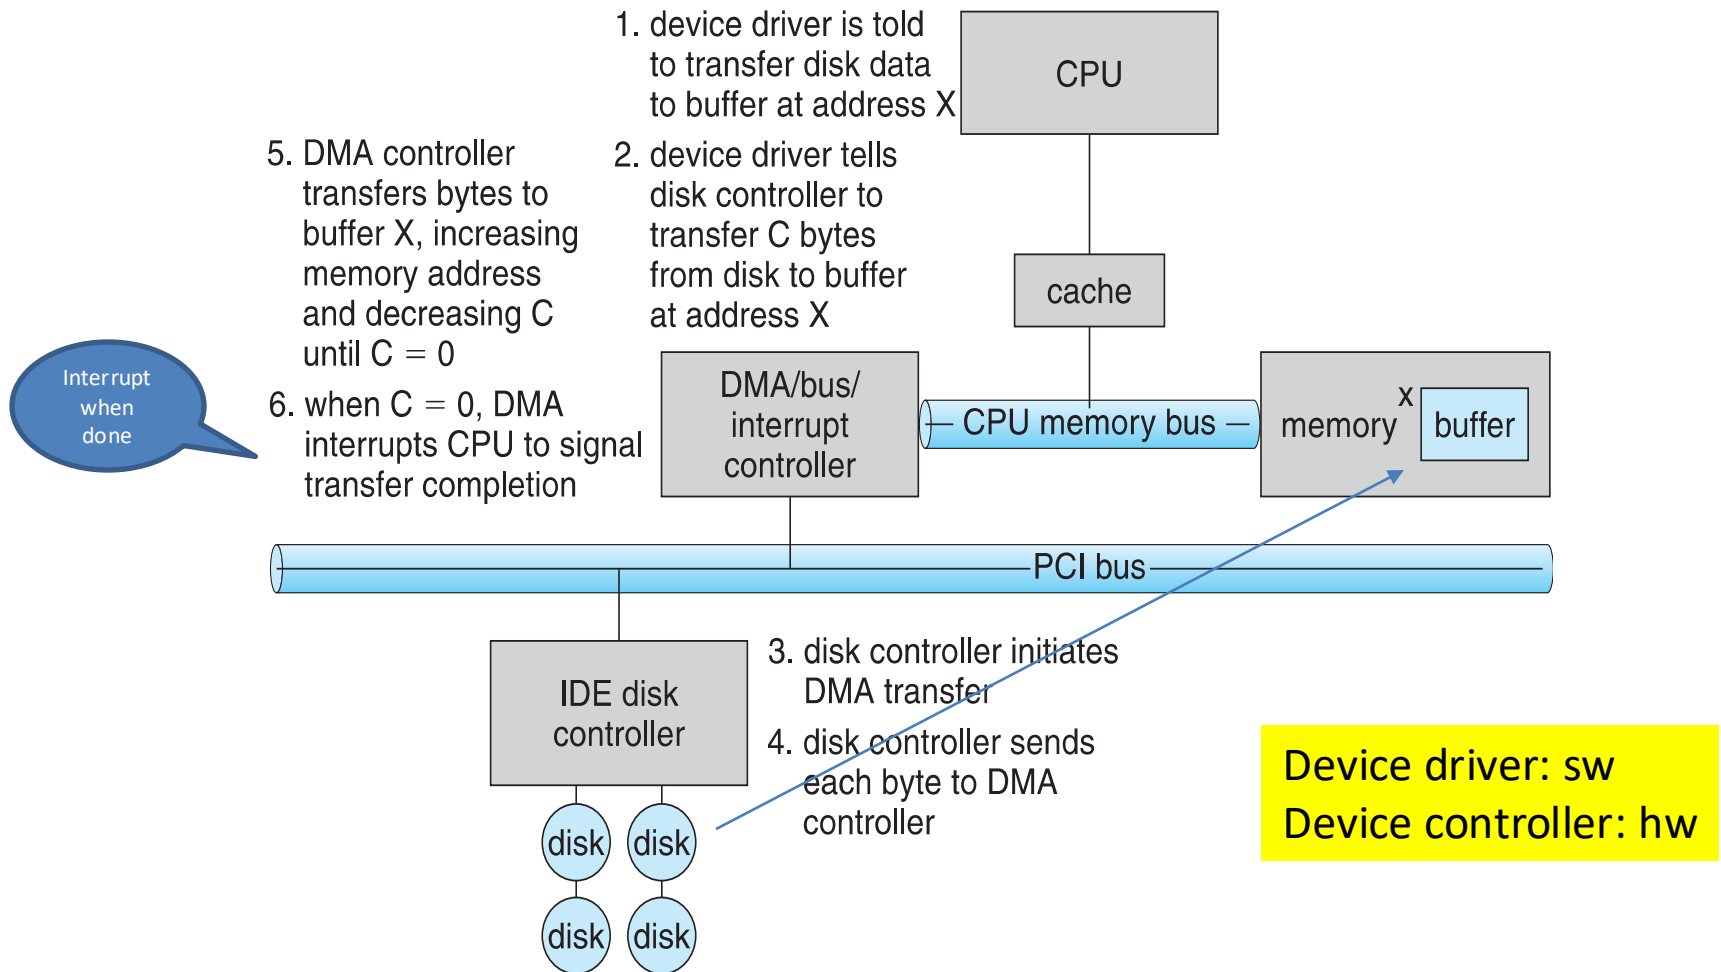 1. device driver is told
to transfer disk data
to buffer at address X
CPU
5. DMA controller
transfers bytes to
buffer X, increasing
memory address
and decreasing C
until C = 0
2. device driver tells
disk controller to
transfer C bytes
from disk to buffer
at address X
cache
Interrupt
when
done
6. when C = 0, DMA
interrupts CPU to signal
transfer completion
DMA/bus/
interrupt
controller
CPU memory bus
memory
x
buffer
PCI bus
IDE disk
controller
3. disk controller initiates
DMA transfer
4. disk controller sends
each byte to DMA
controller
Device driver: sw
Device controller: hw
disk
disk
disk
disk